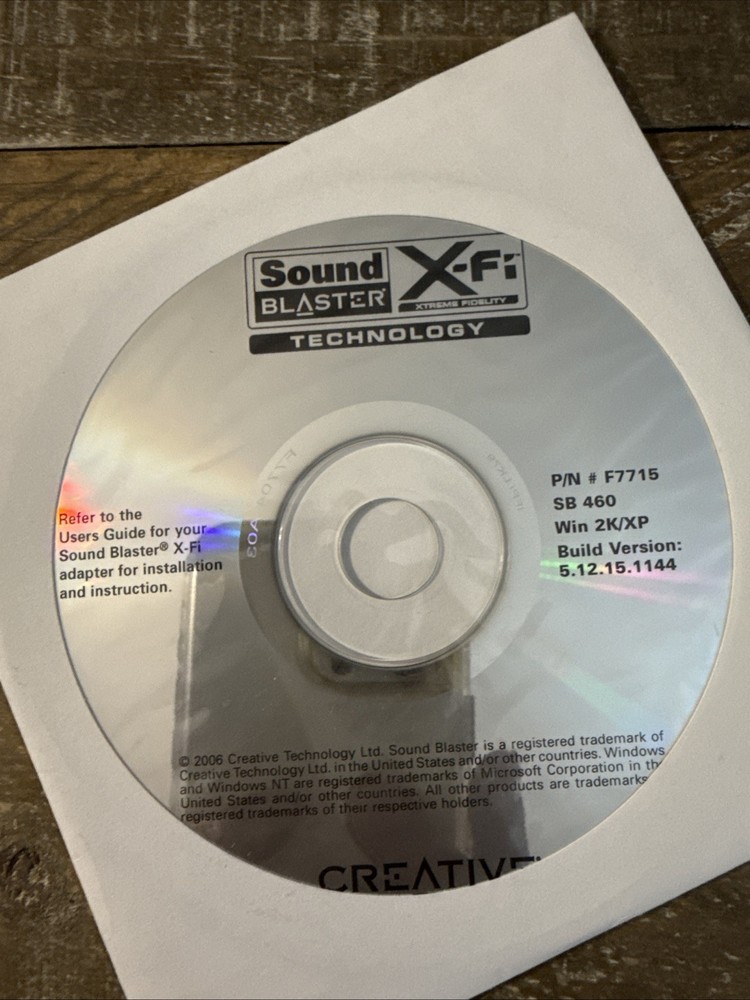 Sound
BLASTER®
X-Fi™
XTREME FIDELITY
TECHNOLOGY
P/N # F7715
SB 460
Win 2K/XP
Build Version:
5.12.15.1144
Refer to the
Users Guide for your
Sound Blaster® X-Fi
adapter for installation
and instruction.
A03
© 2006 Creative Technology Ltd. Sound Blaster is a registered trademark of
Creative Technology Ltd. in the United States and/or other countries. Windows
and Windows NT are registered trademarks of Microsoft Corporation in th
United States and/or other countries. All other products are trademarks
registered trademarks of their respective holders.
CREATIVE